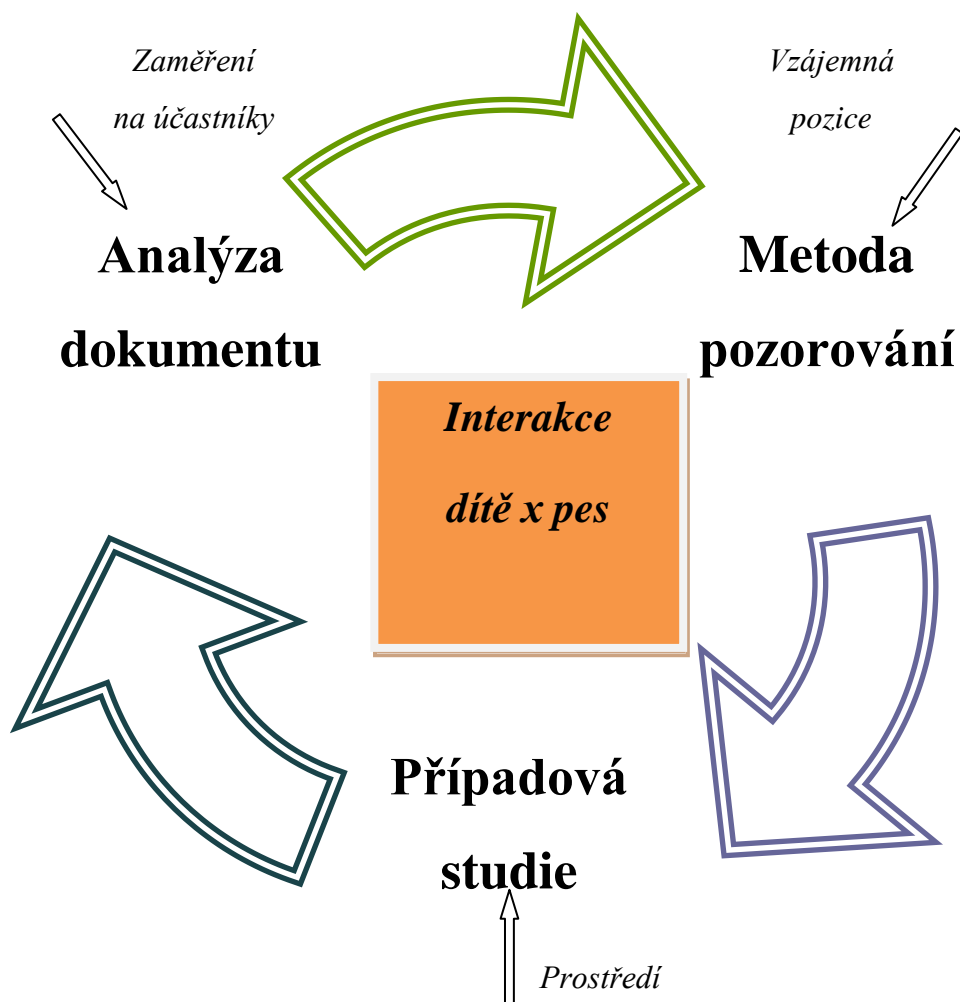 Zaměření
na účastníky
Vzájemná
pozice
Analýza
dokumentu
Metoda
pozorování
Interakce
dítě x pes
Případová
studie
Prostředí